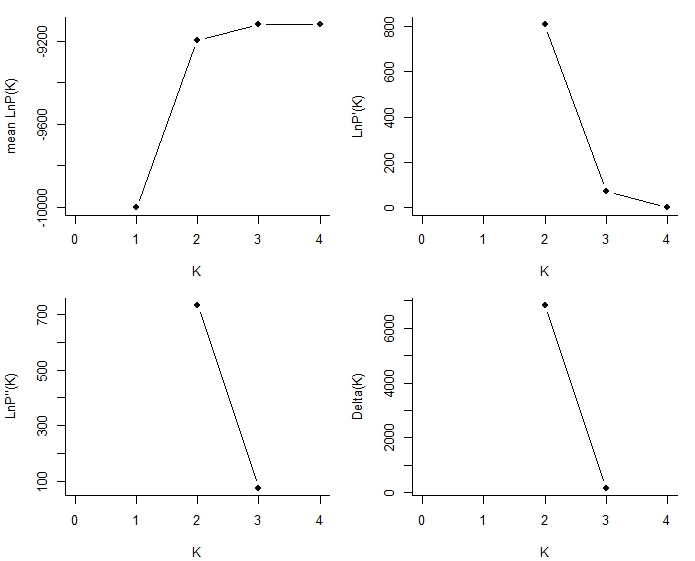 mean LnP(K)
-9200
-9600
-10000
0 1 2 3 4
K
LnP'(K)
800
600
400
200
0
0 1 2 3 4
K
LnP''(K)
700
500
300
100
0 1 2 3 4
K
Delta(K)
6000
4000
2000
0
0 1 2 3 4
K